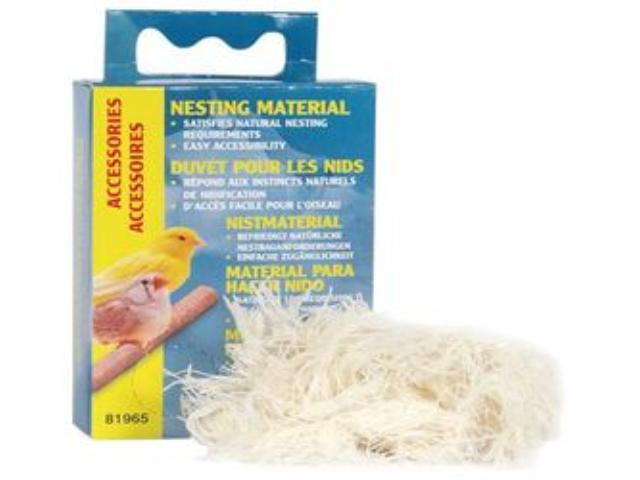 ACCESSORIES
ACCESSOIRES
NESTING MATERIAL
• SATISFIES NATURAL NESTING
REQUIREMENTS
• EASY ACCESSIBILITY
DUVET POUR LES NIDS
• RÉPOND AUX INSTINCTS NATURELS
DE NIDIFICATION
• D'ACCÈS FACILE POUR L'OISEAU
NISTMATERIAL
• BEFRIEDIGT NATÜRLICHE
NESTBAUANFORDERUNGEN
• EINFACHE ZUGÄNGLICHKEIT
MATERIAL PARA
HACER NIDO
81965